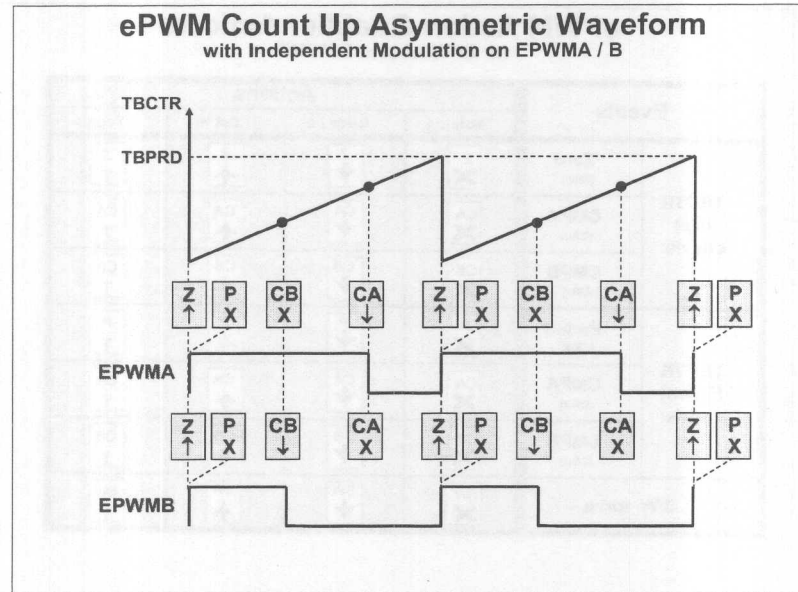 ePWM Count Up Asymmetric Waveform
with Independent Modulation on EPWMA / B
TBCTR
TBPRD
Z ↑ P X CB X CA ↓ Z ↑ P X CB X CA ↓ Z ↑ P X
EPWMA
Z ↑ P X CB ↓ CA X Z ↑ P X CB ↓ CA X Z ↑ P X
EPWMB